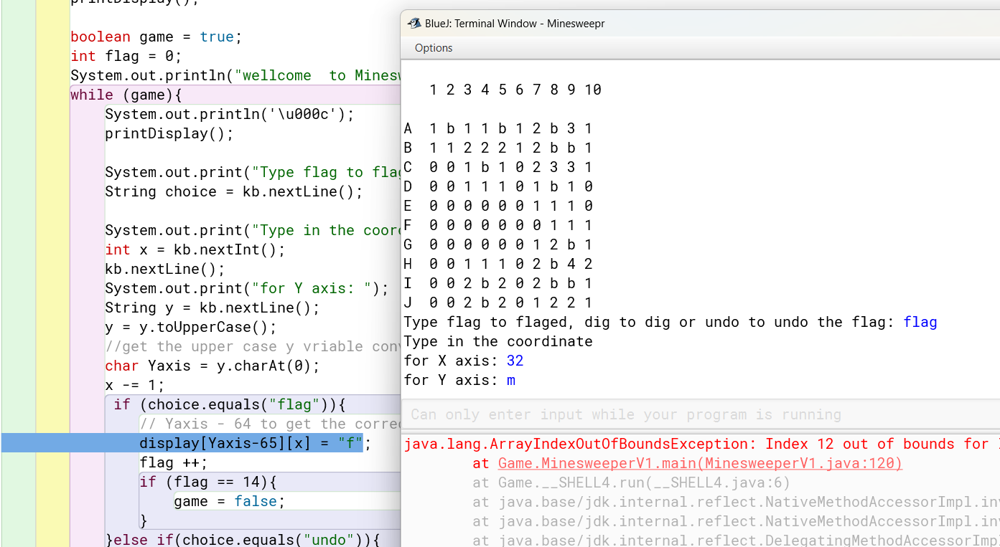 printDisplay();
boolean game = true;
int flag = 0;
System.out.println("wellcome  to Minesw
while (game){
System.out.println('\u000c');
printDisplay();
System.out.print("Type flag to flag
String choice = kb.nextLine();
System.out.print("Type in the coord
int x = kb.nextInt();
kb.nextLine();
System.out.print("for Y axis: ");
String y = kb.nextLine();
y = y.toUpperCase();
//get the upper case y vriable conv
char Yaxis = y.charAt(0);
x -= 1;
if (choice.equals("flag")){
// Yaxis - 64 to get the correc
display[Yaxis-65][x] = "f";
flag ++;
if (flag == 14){
game = false;
}
}else if(choice.equals("undo")){
BlueJ: Terminal Window - Minesweepr
Options
1 2 3 4 5 6 7 8 9 10
A  1 b 1 1 b 1 2 b 3 1
B  1 1 2 2 2 1 2 b b 1
C  0 0 1 b 1 0 2 3 3 1
D  0 0 1 1 1 0 1 b 1 0
E  0 0 0 0 0 0 1 1 1 0
F  0 0 0 0 0 0 0 1 1 1
G  0 0 0 0 0 0 1 2 b 1
H  0 0 1 1 1 0 2 b 4 2
I  0 0 2 b 2 0 2 b b 1
J  0 0 2 b 2 0 1 2 2 1
Type flag to flaged, dig to dig or undo to undo the flag: flag
Type in the coordinate
for X axis: 32
for Y axis: m
Can only enter input while your program is running
java.lang.ArrayIndexOutOfBoundsException: Index 12 out of bounds for
at Game.MinesweeperV1.main(MinesweeperV1.java:120)
at Game.__SHELL4.run(__SHELL4.java:6)
at java.base/jdk.internal.reflect.NativeMethodAccessorImpl.inv
at java.base/jdk.internal.reflect.NativeMethodAccessorImpl.inv
at java.base/jdk.internal.reflect.DelegatingMethodAccessorImpl